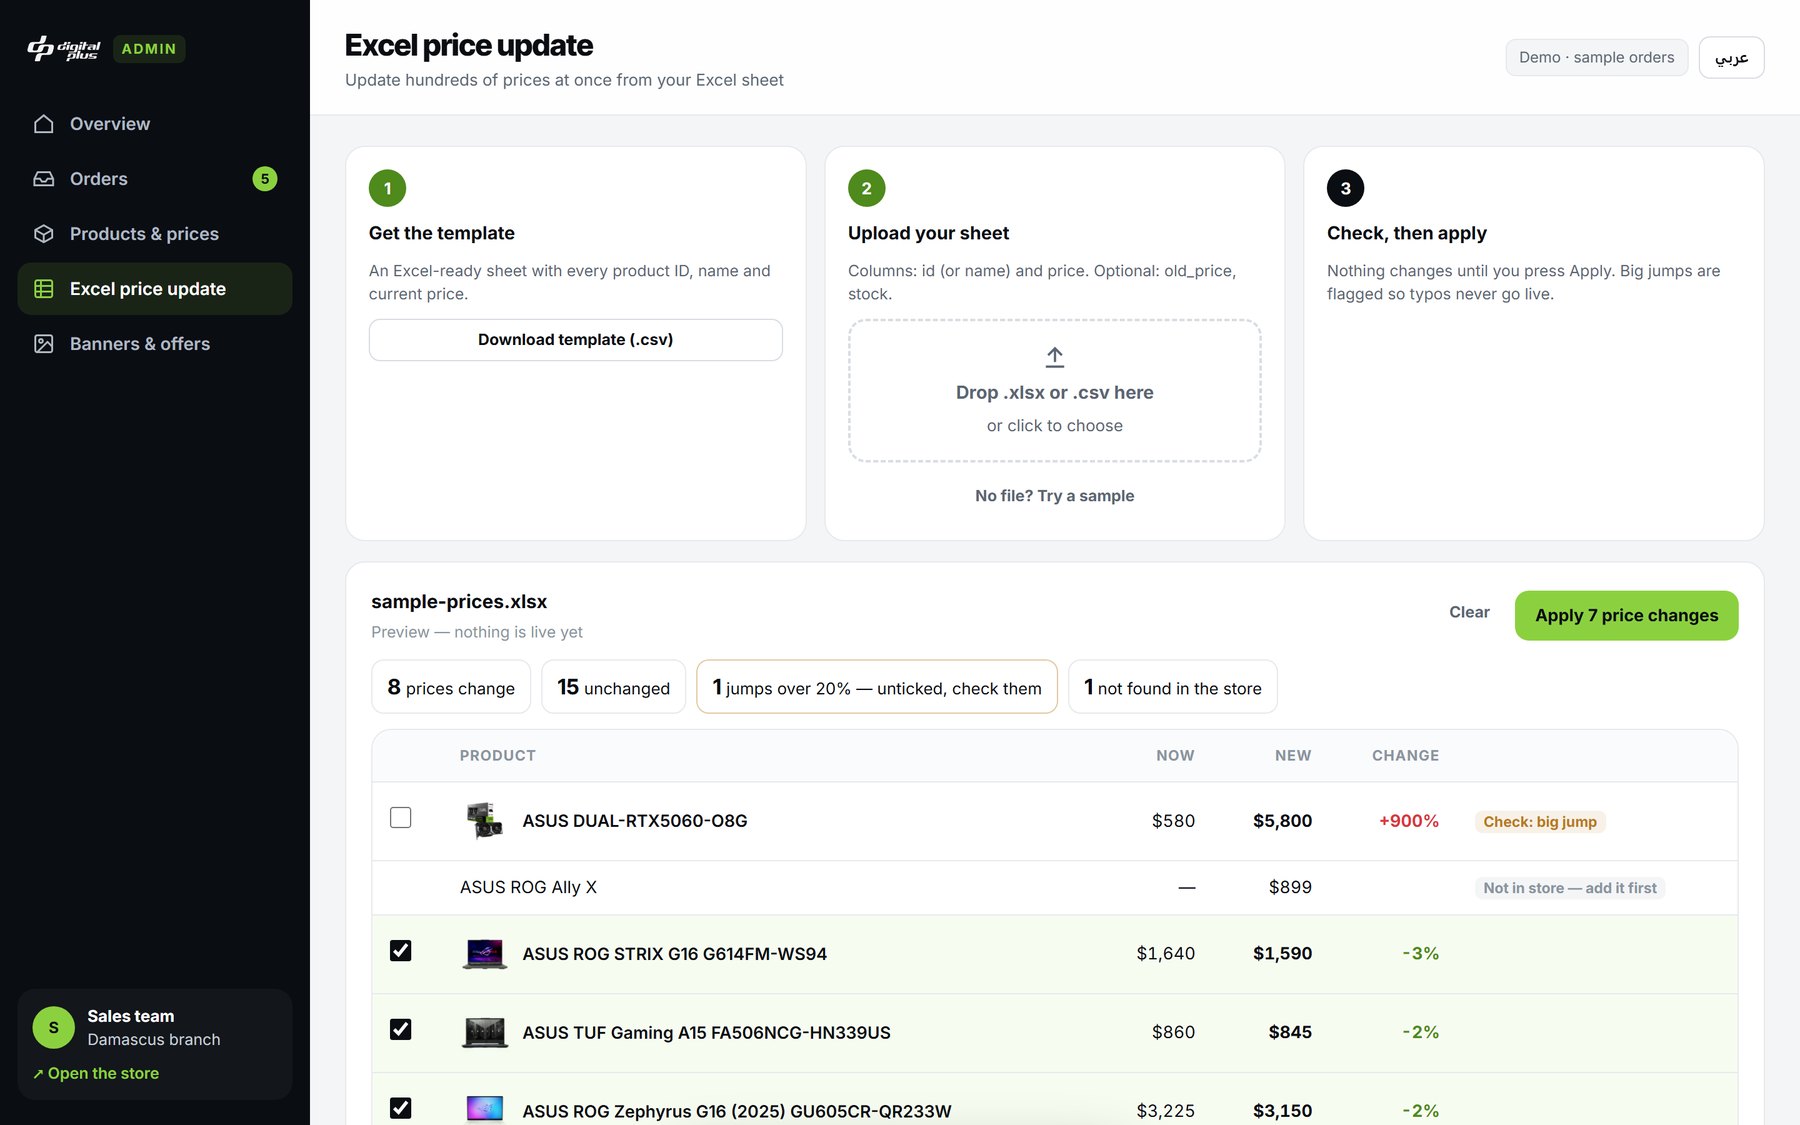 digital plus ADMIN
Overview
Orders 5
Products & prices
Excel price update
Banners & offers
S Sales team
Damascus branch
↗ Open the store
Excel price update
Update hundreds of prices at once from your Excel sheet
Demo · sample orders
عربي
1
Get the template
An Excel-ready sheet with every product ID, name and
current price.
Download template (.csv)
2
Upload your sheet
Columns: id (or name) and price. Optional: old_price,
stock.
Drop .xlsx or .csv here
or click to choose
No file? Try a sample
3
Check, then apply
Nothing changes until you press Apply. Big jumps are
flagged so typos never go live.
sample-prices.xlsx
Preview — nothing is live yet
Clear
Apply 7 price changes
8 prices change
15 unchanged
1 jumps over 20% — unticked, check them
1 not found in the store
PRODUCT NOW NEW CHANGE
ASUS DUAL-RTX5060-O8G $580 $5,800 +900% Check: big jump
ASUS ROG Ally X — $899 Not in store — add it first
ASUS ROG STRIX G16 G614FM-WS94 $1,640 $1,590 -3%
ASUS TUF Gaming A15 FA506NCG-HN339US $860 $845 -2%
ASUS ROG Zephyrus G16 (2025) GU605CR-QR233W $3,225 $3,150 -2%